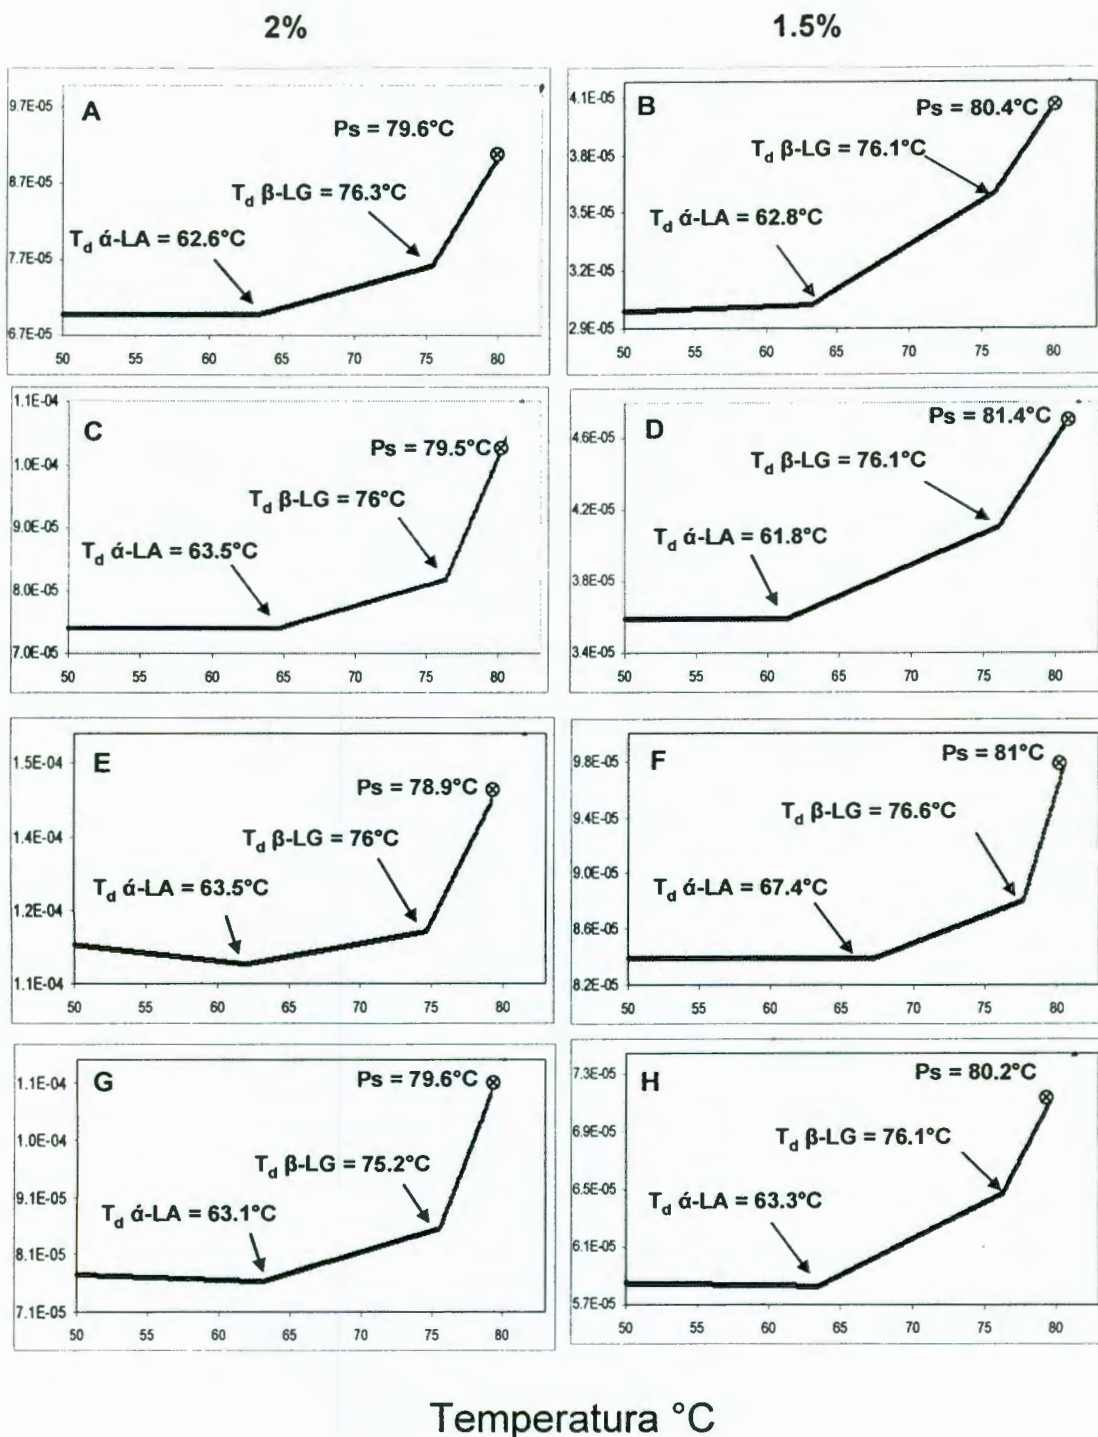 2%
1.5%
A
9.7E-05
8.7E-05
7.7E-05
6.7E-05
Ps = 79.6°C
Td β-LG = 76.3°C
Td ά-LA = 62.6°C
50 55 60 65 70 75 80
B
4.1E-05
3.8E-05
3.5E-05
3.2E-05
2.9E-05
Ps = 80.4°C
Td β-LG = 76.1°C
Td ά-LA = 62.8°C
50 60 65 70 75 80
C
1.1E-04
1.0E-04
9.0E-05
8.0E-05
7.0E-05
Ps = 79.5°C
Td β-LG = 76°C
Td ά-LA = 63.5°C
50 55 60 65 70 75 80
D
4.6E-05
4.2E-05
3.8E-05
3.4E-05
Ps = 81.4°C
Td β-LG = 76.1°C
Td ά-LA = 61.8°C
50 55 60 65 70 75 80
E
1.5E-04
1.4E-04
1.2E-04
1.1E-04
Ps = 78.9°C
Td β-LG = 76°C
Td ά-LA = 63.5°C
50 55 60 65 70 75 80
F
9.8E-05
9.4E-05
9.0E-05
8.6E-05
8.2E-05
Ps = 81°C
Td β-LG = 76.6°C
Td ά-LA = 67.4°C
50 55 60 65 70 75 80
G
1.1E-04
1.0E-04
9.1E-05
8.1E-05
7.1E-05
Ps = 79.6°C
Td β-LG = 75.2°C
Td ά-LA = 63.1°C
50 55 60 65 70 75 80
H
7.3E-05
6.9E-05
6.5E-05
6.1E-05
5.7E-05
Ps = 80.2°C
Td β-LG = 76.1°C
Td ά-LA = 63.3°C
50 55 60 65 70 75 80
Temperatura °C